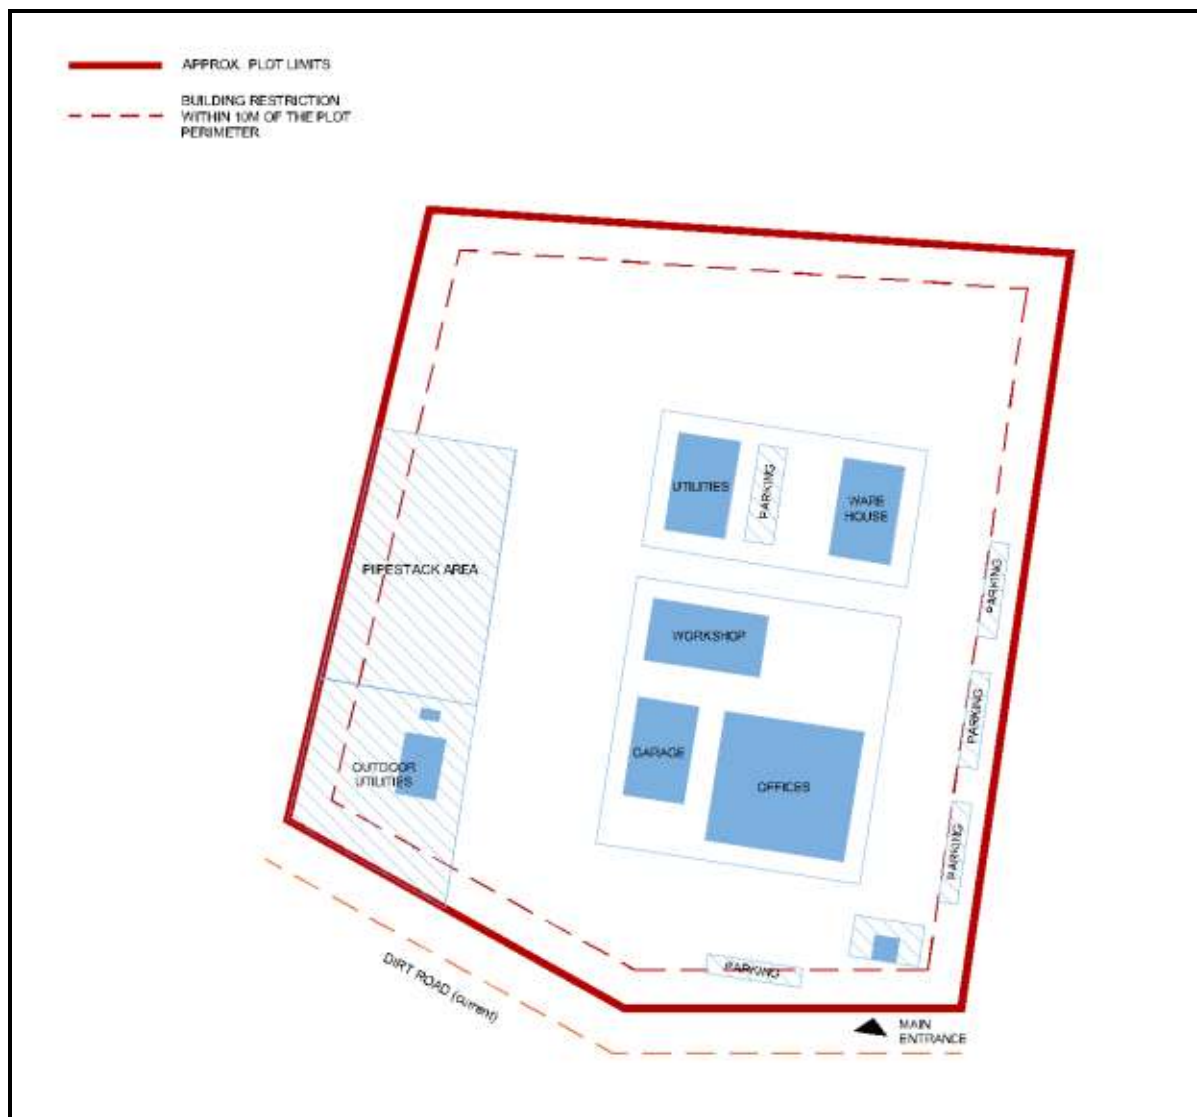 APPROX. PLOT LIMITS
BUILDING RESTRICTION
WITHIN 10M OF THE PLOT
PERIMETER
UTILITIES
PARKING
WARE
HOUSE
PIPESTACK AREA
PARKING
WORKSHOP
PARKING
GARAGE
OUTDOOR
UTILITIES
OFFICES
PARKING
PARKING
DIRT ROAD (current)
MAIN
ENTRANCE